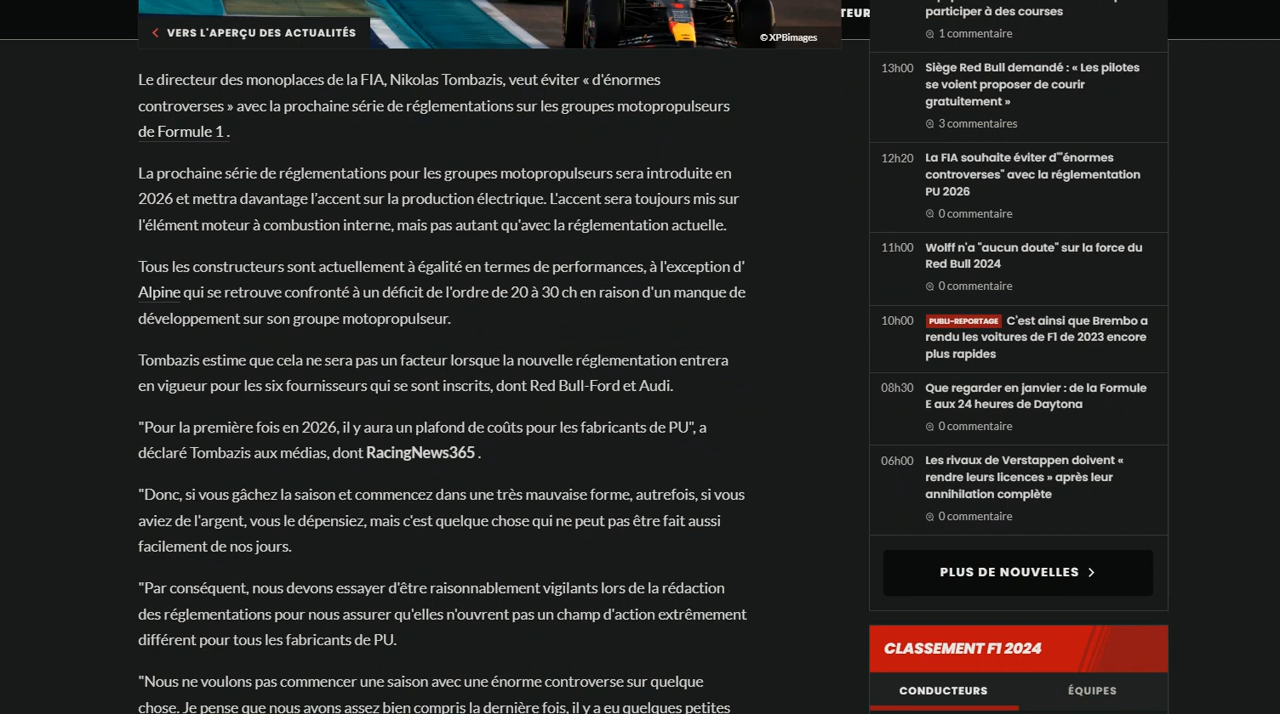 TEUR
VERS L'APERÇU DES ACTUALITÉS
© XPBimages
Le directeur des monoplaces de la FIA, Nikolas Tombazis, veut éviter « d'énormes
controverses » avec la prochaine série de réglementations sur les groupes motopropulseurs
de Formule 1 .
La prochaine série de réglementations pour les groupes motopropulseurs sera introduite en
2026 et mettra davantage l'accent sur la production électrique. L'accent sera toujours mis sur
l'élément moteur à combustion interne, mais pas autant qu'avec la réglementation actuelle.
Tous les constructeurs sont actuellement à égalité en termes de performances, à l'exception d'
Alpine qui se retrouve confronté à un déficit de l'ordre de 20 à 30 ch en raison d'un manque de
développement sur son groupe motopropulseur.
Tombazis estime que cela ne sera pas un facteur lorsque la nouvelle réglementation entrera
en vigueur pour les six fournisseurs qui se sont inscrits, dont Red Bull-Ford et Audi.
"Pour la première fois en 2026, il y aura un plafond de coûts pour les fabricants de PU", a
déclaré Tombazis aux médias, dont RacingNews365 .
"Donc, si vous gâchez la saison et commencez dans une très mauvaise forme, autrefois, si vous
aviez de l'argent, vous le dépensiez, mais c'est quelque chose qui ne peut pas être fait aussi
facilement de nos jours.
"Par conséquent, nous devons essayer d'être raisonnablement vigilants lors de la rédaction
des réglementations pour nous assurer qu'elles n'ouvrent pas un champ d'action extrêmement
différent pour tous les fabricants de PU.
"Nous ne voulons pas commencer une saison avec une énorme controverse sur quelque
chose. Je pense que nous avons assez bien compris la dernière fois, il y a eu quelques petites
participer à des courses
1 commentaire
13h00 Siège Red Bull demandé : « Les pilotes
se voient proposer de courir
gratuitement »
3 commentaires
12h20 La FIA souhaite éviter d'"énormes
controverses" avec la réglementation
PU 2026
0 commentaire
11h00 Wolff n'a "aucun doute" sur la force du
Red Bull 2024
0 commentaire
10h00 PUBLI-REPORTAGE C'est ainsi que Brembo a
rendu les voitures de F1 de 2023 encore
plus rapides
08h30 Que regarder en janvier : de la Formule
E aux 24 heures de Daytona
0 commentaire
06h00 Les rivaux de Verstappen doivent «
rendre leurs licences » après leur
annihilation complète
0 commentaire
PLUS DE NOUVELLES
CLASSEMENT F1 2024
CONDUCTEURS ÉQUIPES